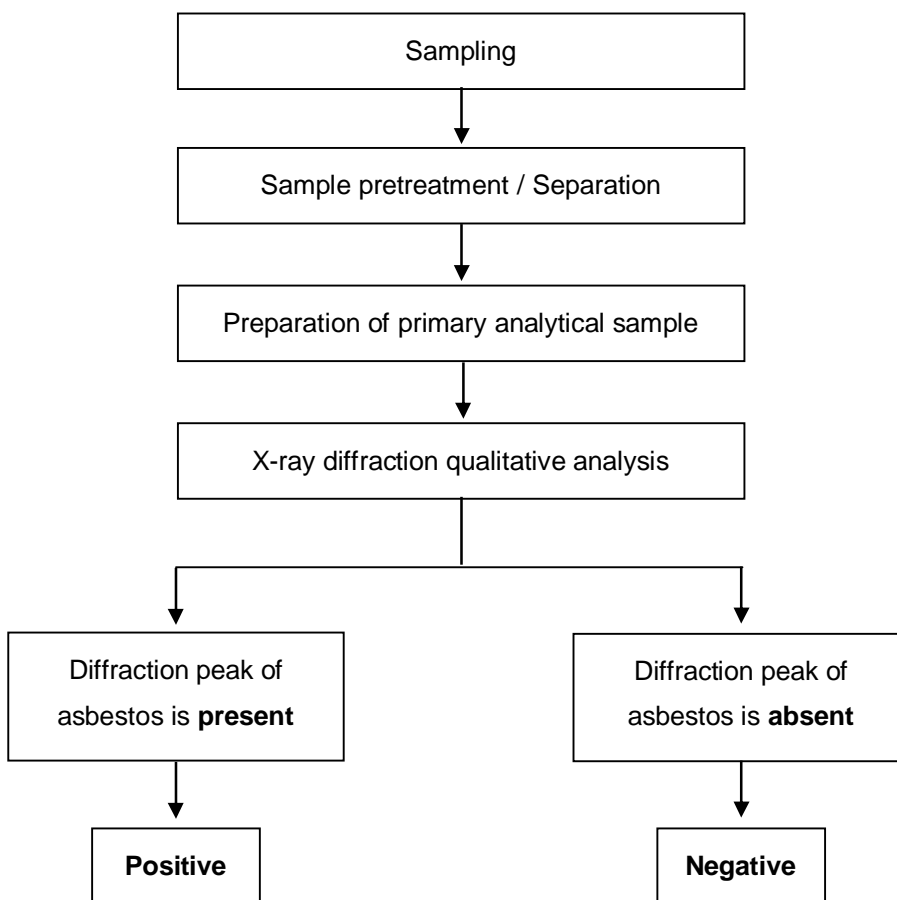 Sampling
Sample pretreatment / Separation
Preparation of primary analytical sample
X-ray diffraction qualitative analysis
Diffraction peak of
asbestos is present
Diffraction peak of
asbestos is absent
Positive
Negative